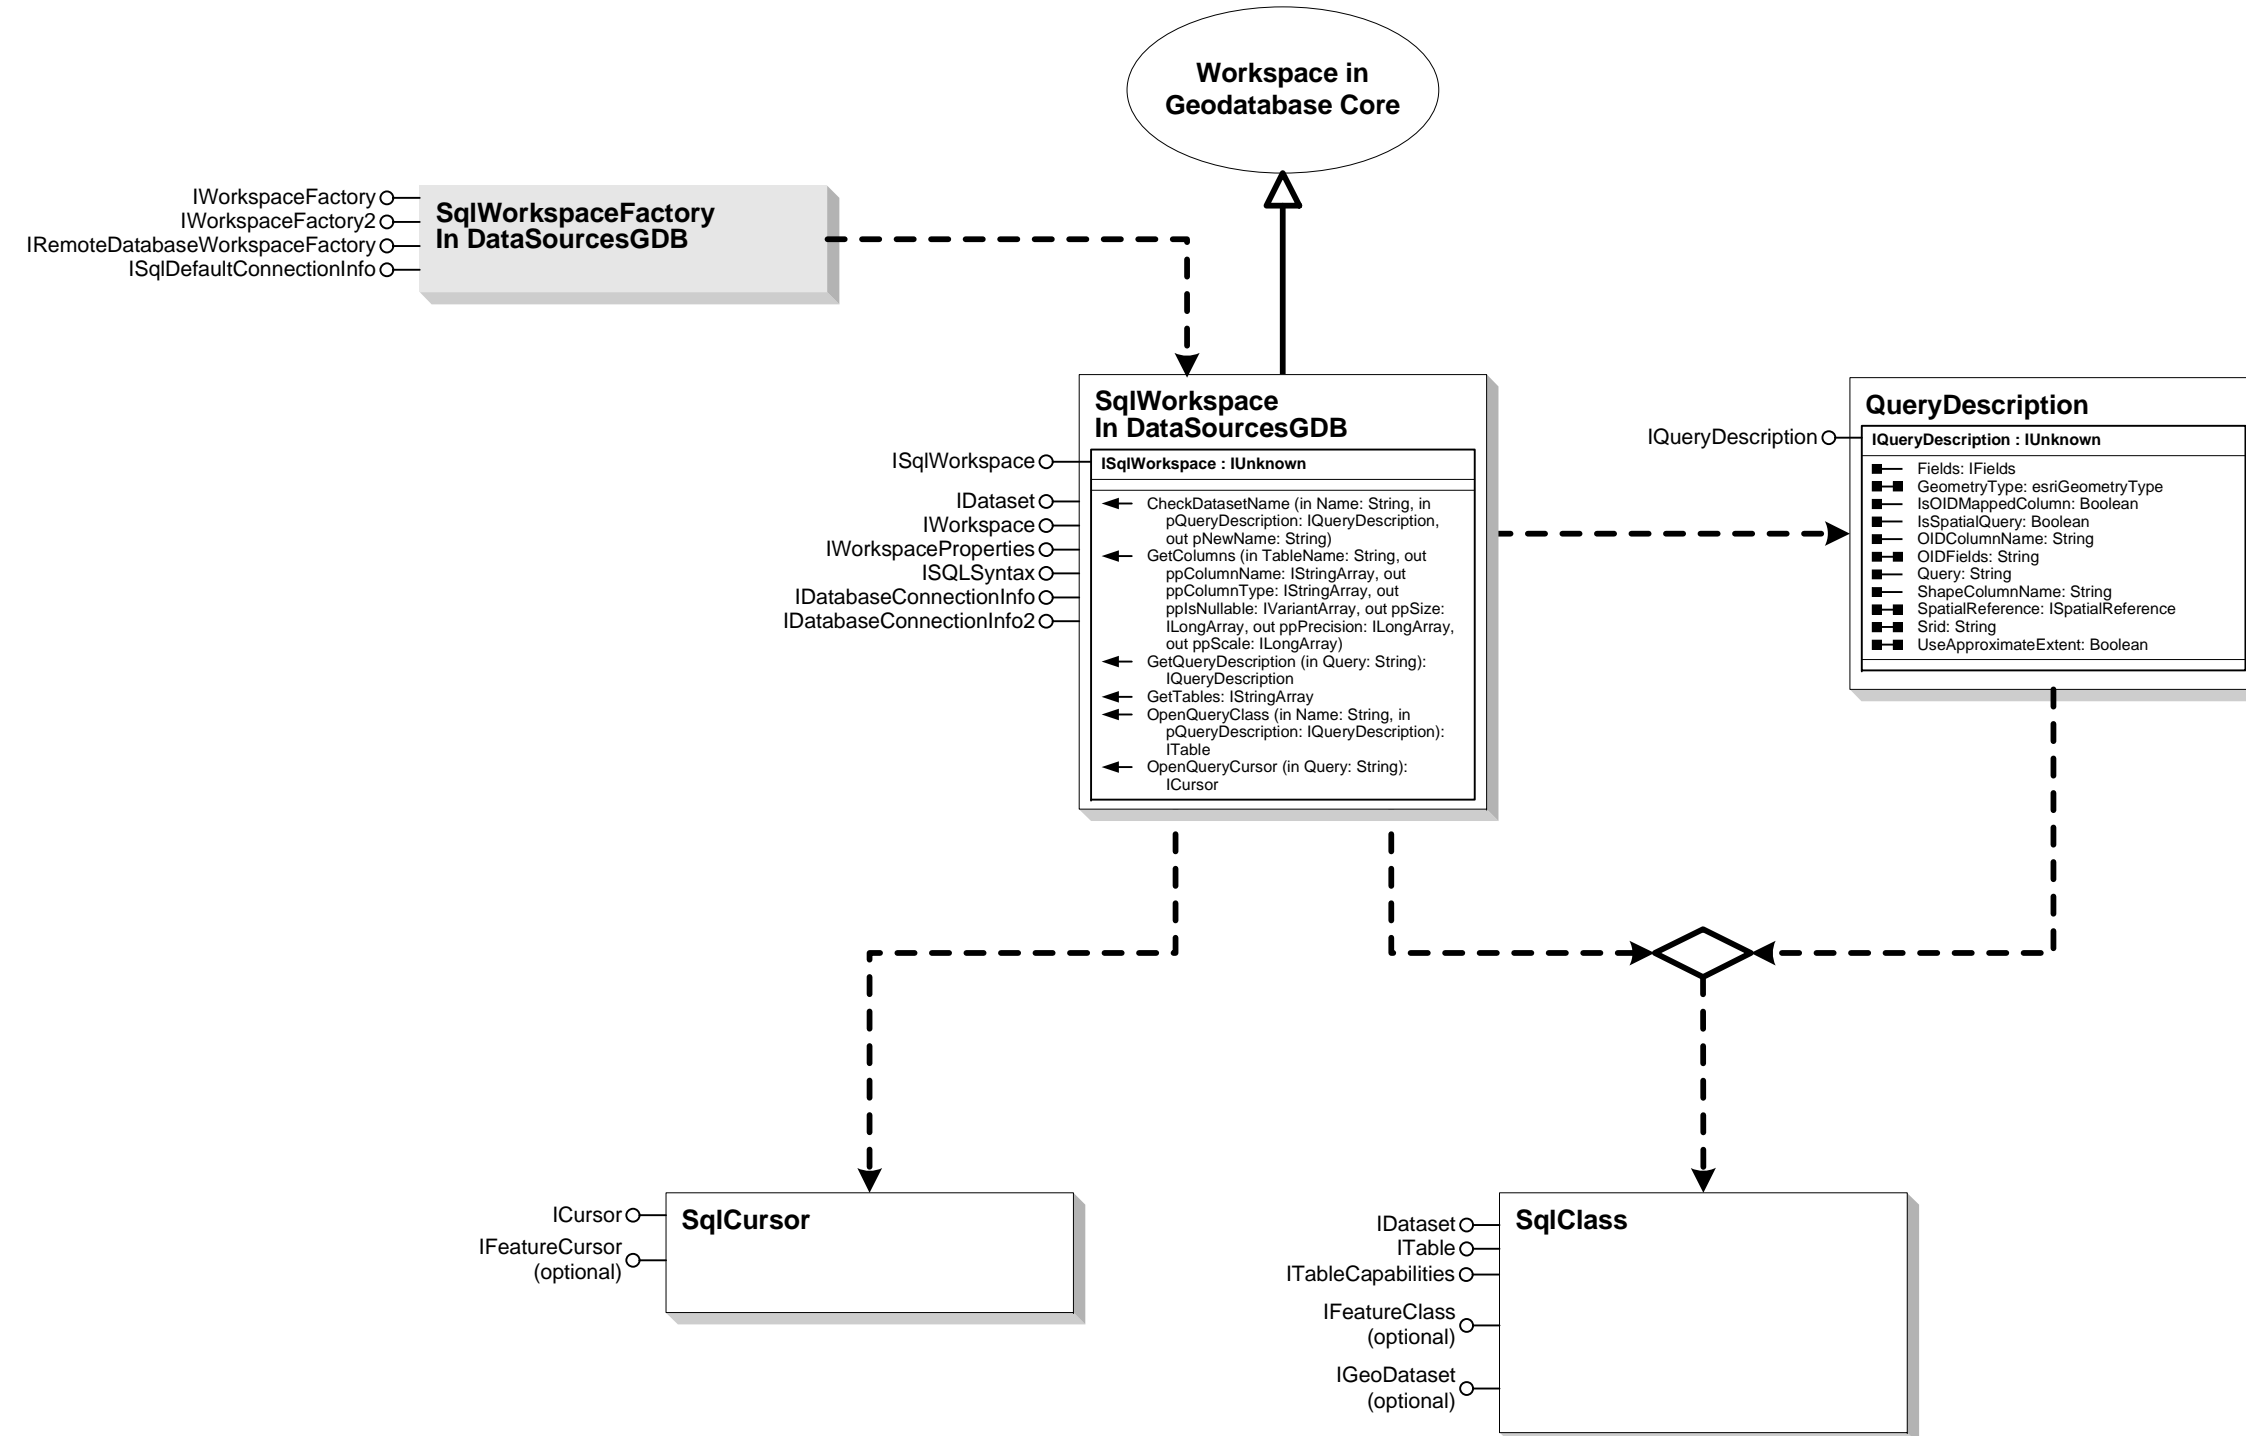 Workspace in
Geodatabase Core
IWorkspaceFactory
IWorkspaceFactory2
IRemoteDatabaseWorkspaceFactory
ISqlDefaultConnectionInfo
SqlWorkspaceFactory
In DataSourcesGDB
SqlWorkspace
In DataSourcesGDB
ISqlWorkspace
IDataset
IWorkspace
IWorkspaceProperties
ISQLSyntax
IDatabaseConnectionInfo
IDatabaseConnectionInfo2
ISqlWorkspace : IUnknown
CheckDatasetName (in Name: String, in
pQueryDescription: IQueryDescription,
out pNewName: String)
GetColumns (in TableName: String, out
ppColumnName: IStringArray, out
ppColumnType: IStringArray, out
ppIsNullable: IVariantArray, out ppSize:
ILongArray, out ppPrecision: ILongArray,
out ppScale: ILongArray)
GetQueryDescription (in Query: String):
IQueryDescription
GetTables: IStringArray
OpenQueryClass (in Name: String, in
pQueryDescription: IQueryDescription):
ITable
OpenQueryCursor (in Query: String):
ICursor
QueryDescription
IQueryDescription
IQueryDescription : IUnknown
Fields: IFields
GeometryType: esriGeometryType
IsOIDMappedColumn: Boolean
IsSpatialQuery: Boolean
OIDColumnName: String
OIDFields: String
Query: String
ShapeColumnName: String
SpatialReference: ISpatialReference
Srid: String
UseApproximateExtent: Boolean
ICursor
IFeatureCursor
(optional)
SqlCursor
IDataset
ITable
ITableCapabilities
IFeatureClass
(optional)
IGeoDataset
(optional)
SqlClass